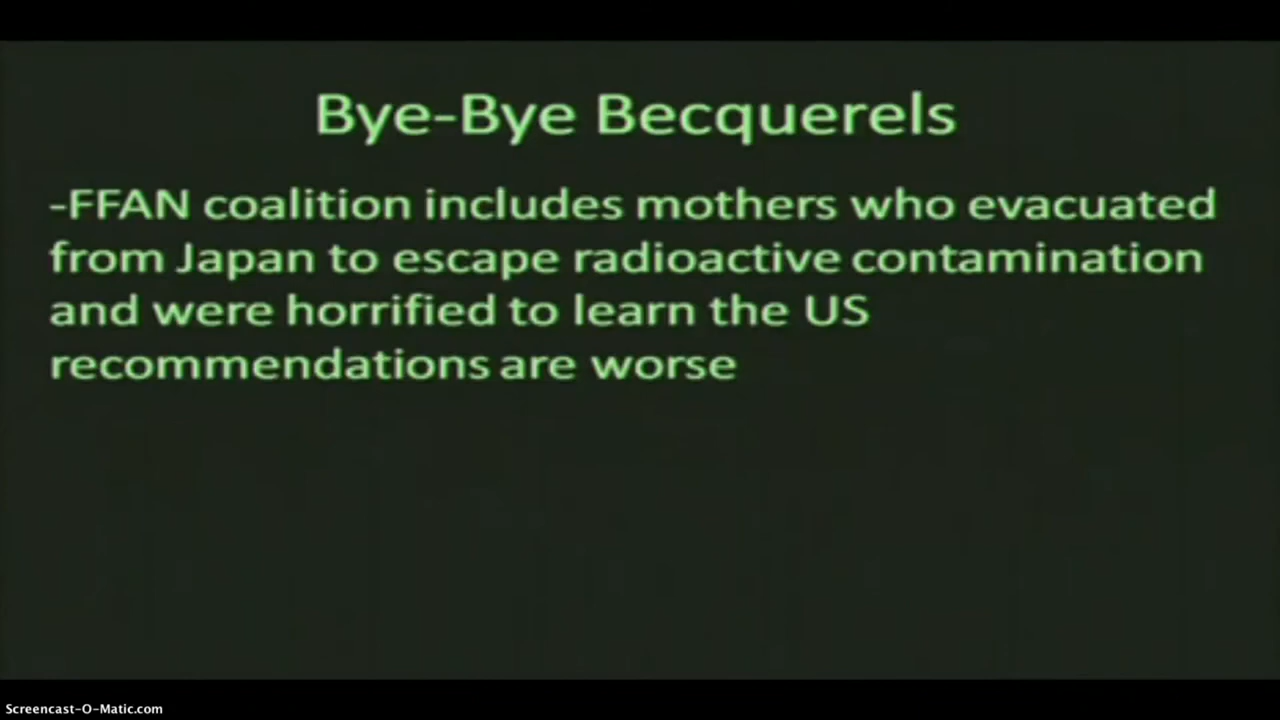 Bye-Bye Becquerels
-FFAN coalition includes mothers who evacuated
from Japan to escape radioactive contamination
and were horrified to learn the US
recommendations are worse
Screencast-O-Matic.com